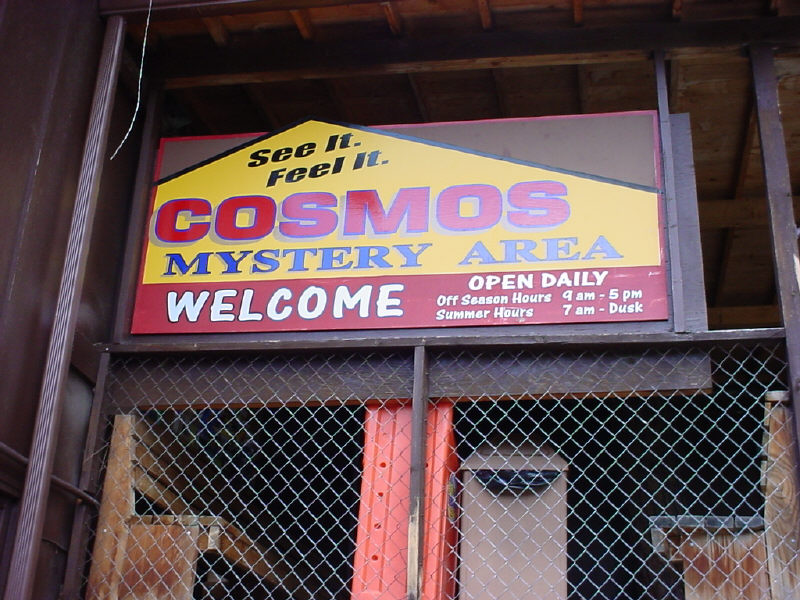 See It.
Feel It.
COSMOS
MYSTERY AREA
WELCOME
OPEN DAILY
Off Season Hours 9 am - 5 pm
Summer Hours 7 am - Dusk